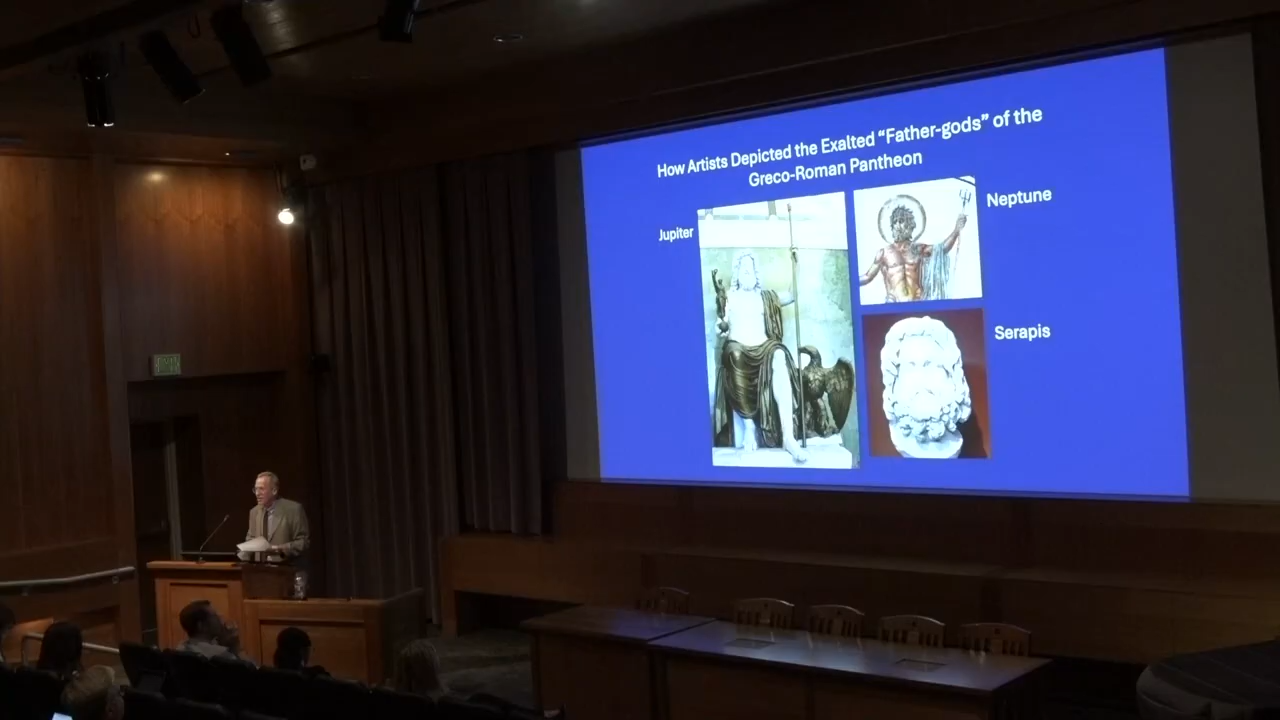 How Artists Depicted the Exalted “Father-gods” of the
Greco-Roman Pantheon
Jupiter
Neptune
Serapis